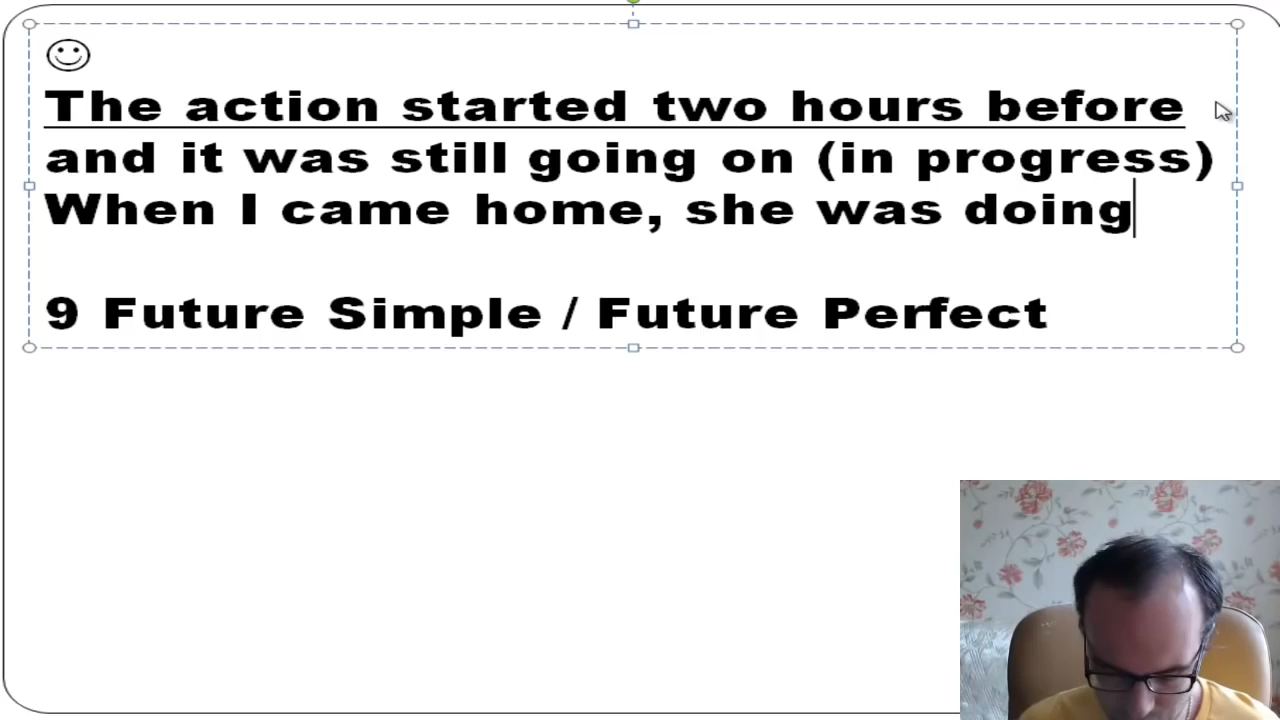 The action started two hours before
and it was still going on (in progress)
When I came home, she was doing
9 Future Simple / Future Perfect